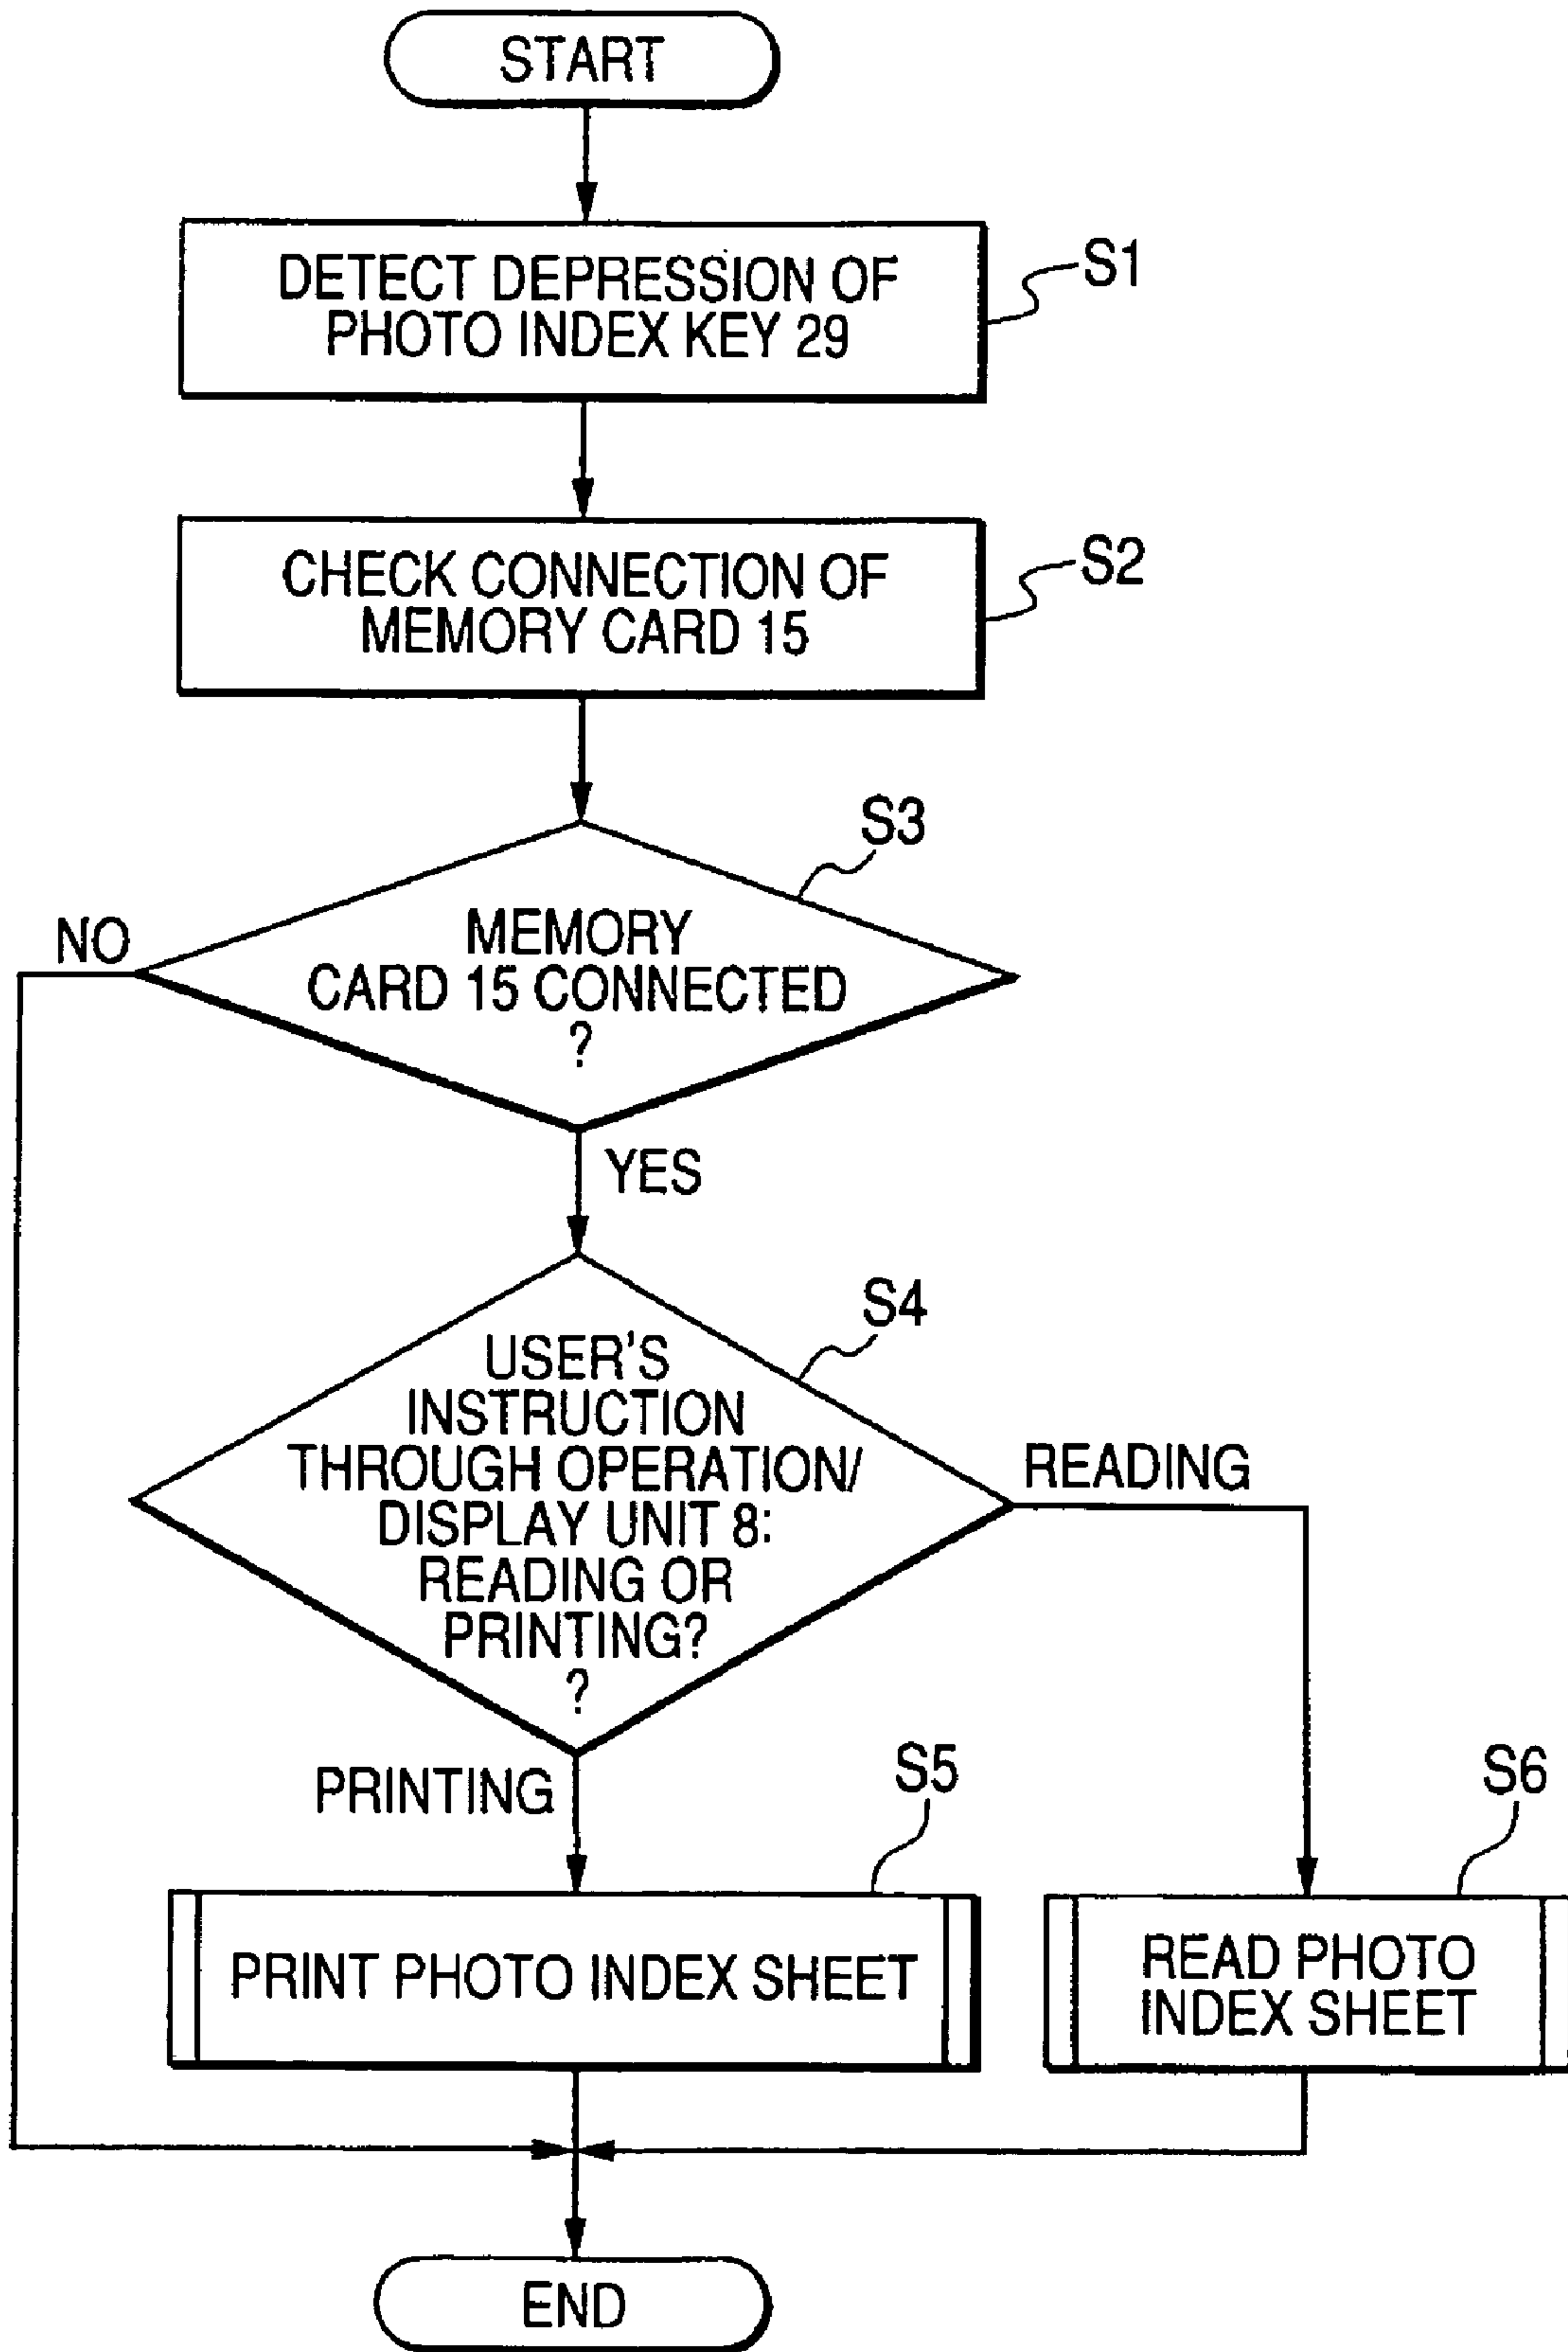 START
DETECT DEPRESSION OF
PHOTO INDEX KEY 29
S1
CHECK CONNECTION OF
MEMORY CARD 15
S2
S3
NO
MEMORY
CARD 15 CONNECTED
?
YES
S4
USER'S
INSTRUCTION
THROUGH OPERATION/
DISPLAY UNIT 8:
READING OR
PRINTING?
?
READING
PRINTING
S5
S6
PRINT PHOTO INDEX SHEET
READ PHOTO
INDEX SHEET
END